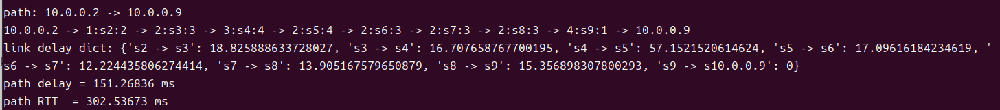 path: 10.0.0.2 -> 10.0.0.9
10.0.0.2 -> 1:s2:2 -> 2:s3:3 -> 3:s4:4 -> 2:s5:4 -> 2:s6:3 -> 2:s7:3 -> 2:s8:3 -> 4:s9:1 -> 10.0.0.9
link delay dict: {'s2 -> s3': 18.825888633728027, 's3 -> s4': 16.707658767700195, 's4 -> s5': 57.1521520614624, 's5 -> s6': 17.09616184234619, '
s6 -> s7': 12.224435806274414, 's7 -> s8': 13.905167579650879, 's8 -> s9': 15.356898307800293, 's9 -> s10.0.0.9': 0}
path delay = 151.26836 ms
path RTT  = 302.53673 ms